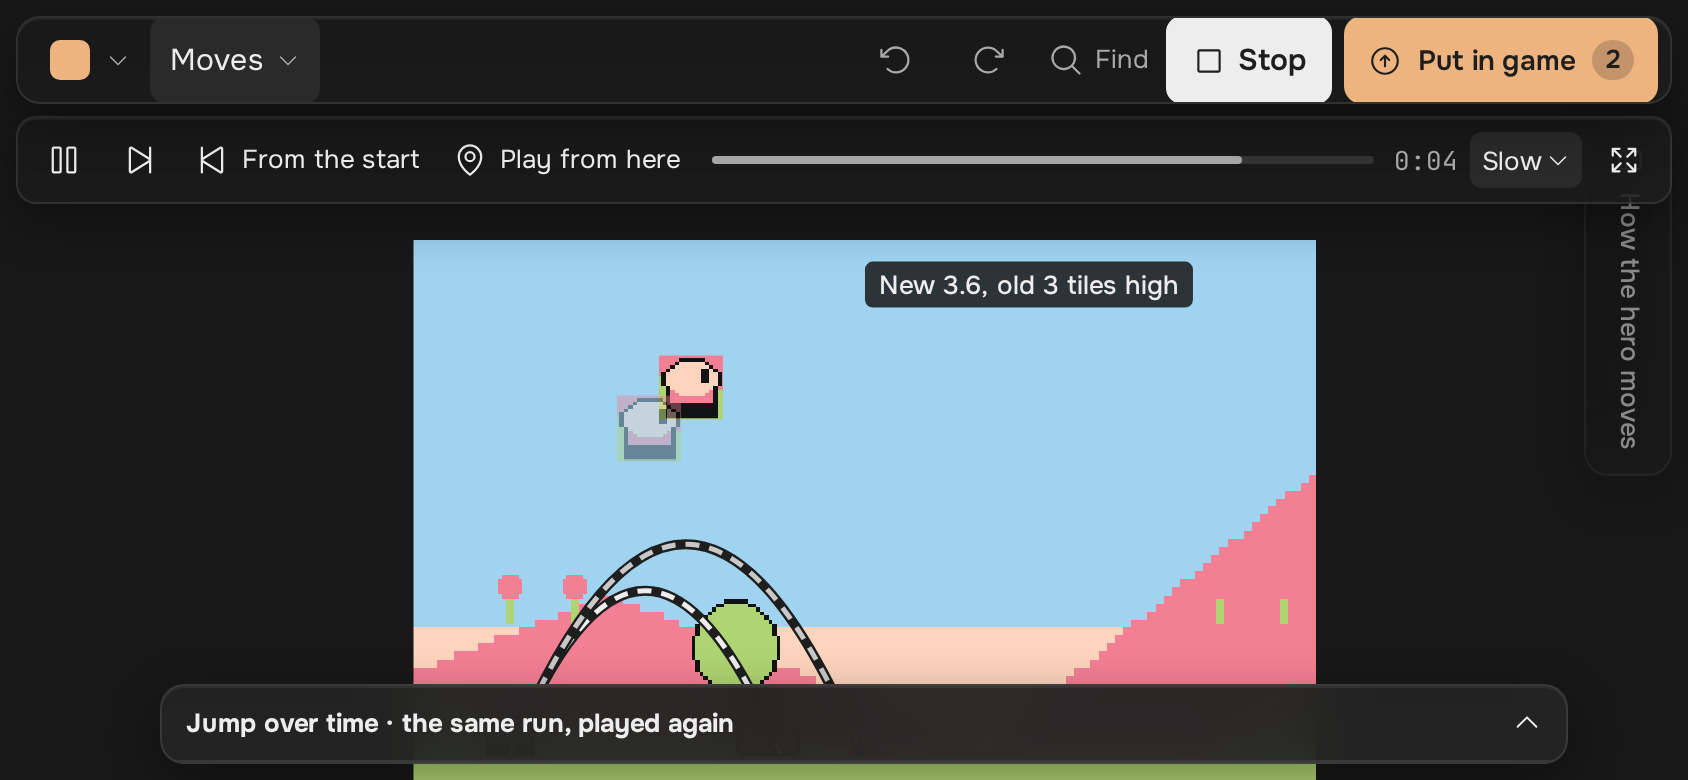 Moves
Find
Stop
Put in game
2
From the start
Play from here
0:04
Slow
How the hero moves
New 3.6, old 3 tiles high
Jump over time · the same run, played again